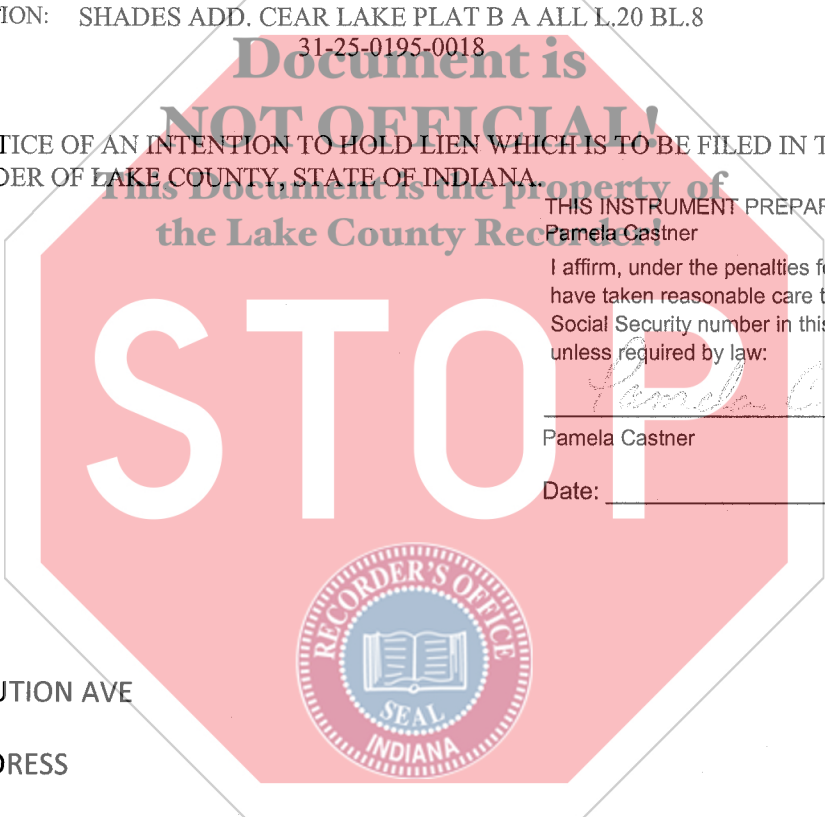 TION: SHADES ADD. CEAR LAKE PLAT B A ALL L.20 BL.8
31-25-0195-0018
Document is
NOT OFFICIAL!
TICE OF AN INTENTION TO HOLD LIEN WHICH IS TO BE FILED IN T
DER OF LAKE COUNTY, STATE OF INDIANA.
This Document is the property of
the Lake County Recorder!
THIS INSTRUMENT PREPAR
Pamela Castner
I affirm, under the penalties f
have taken reasonable care t
Social Security number in this
unless required by law:
Pamela C
Pamela Castner
Date:
STOP
RECORDER'S OFFICE
SEAL
INDIANA
UTION AVE
DRESS